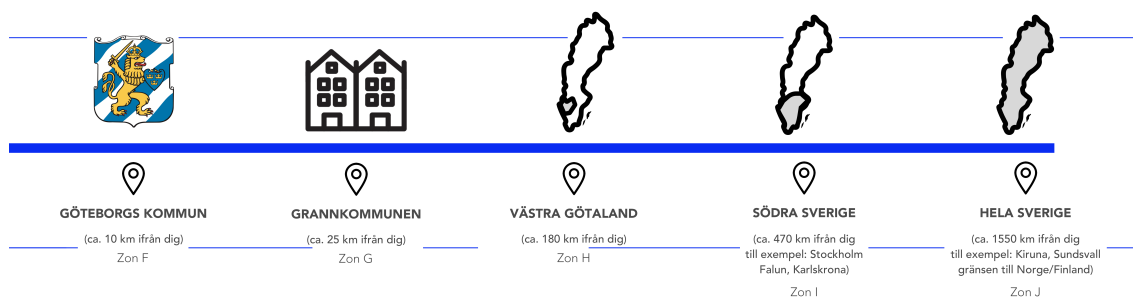 GÖTEBORGS KOMMUN
(ca. 10 km ifrån dig)
Zon F
GRANNKOMMUNEN
(ca. 25 km ifrån dig)
Zon G
VÄSTRA GÖTALAND
(ca. 180 km ifrån dig)
Zon H
SÖDRA SVERIGE
(ca. 470 km ifrån dig
till exempel: Stockholm
Falun, Karlskrona)
Zon I
HELA SVERIGE
(ca. 1550 km ifrån dig
till exempel: Kiruna, Sundsvall
gränsen till Norge/Finland)
Zon J